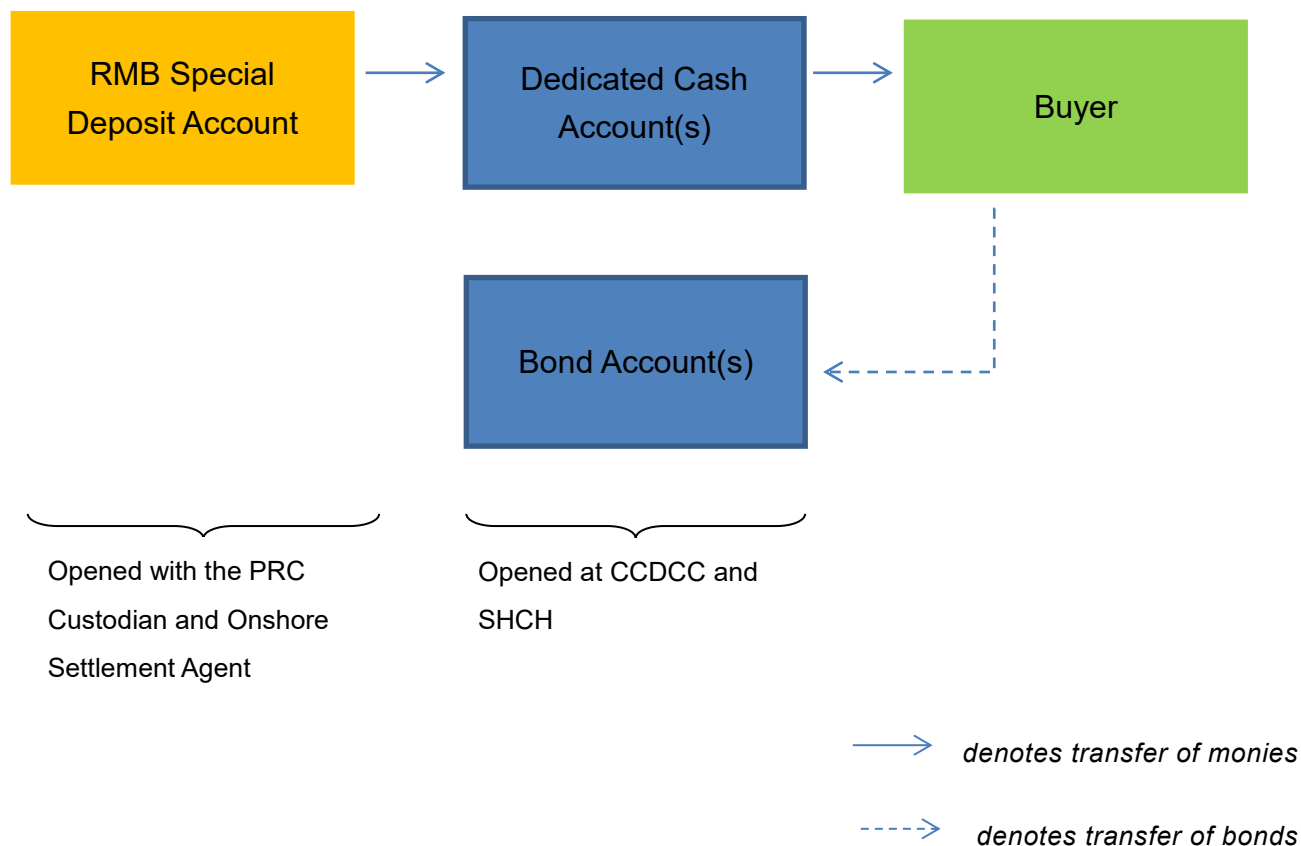 RMB Special
Deposit Account
Dedicated Cash
Account(s)
Buyer
Bond Account(s)
Opened with the PRC
Custodian and Onshore
Settlement Agent
Opened at CCDCC and
SHCH
denotes transfer of monies
denotes transfer of bonds